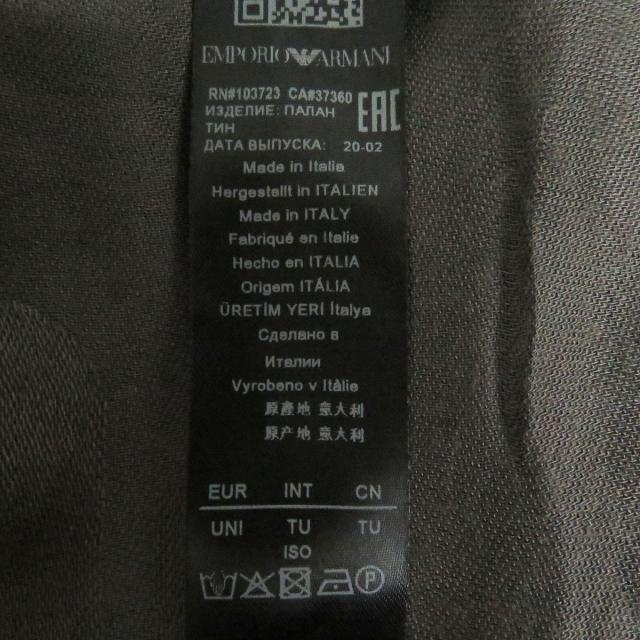 EMPORIO ARMANI
RN#103723 CA#37360
ИЗДЕЛИЕ: ПАЛАН
ТИН
EAC
ДАТА ВЫПУСКА: 20-02
Made in Italia
Hergestellt in ITALIEN
Made in ITALY
Fabriqué en Italie
Hecho en ITALIA
Origem ITÁLIA
ÜRETİM YERİ İtalya
Сделано в
Италии
Vyrobeno v Itálie
原產地 意大利
原产地 意大利
EUR INT CN
UNI TU TU
ISO
P